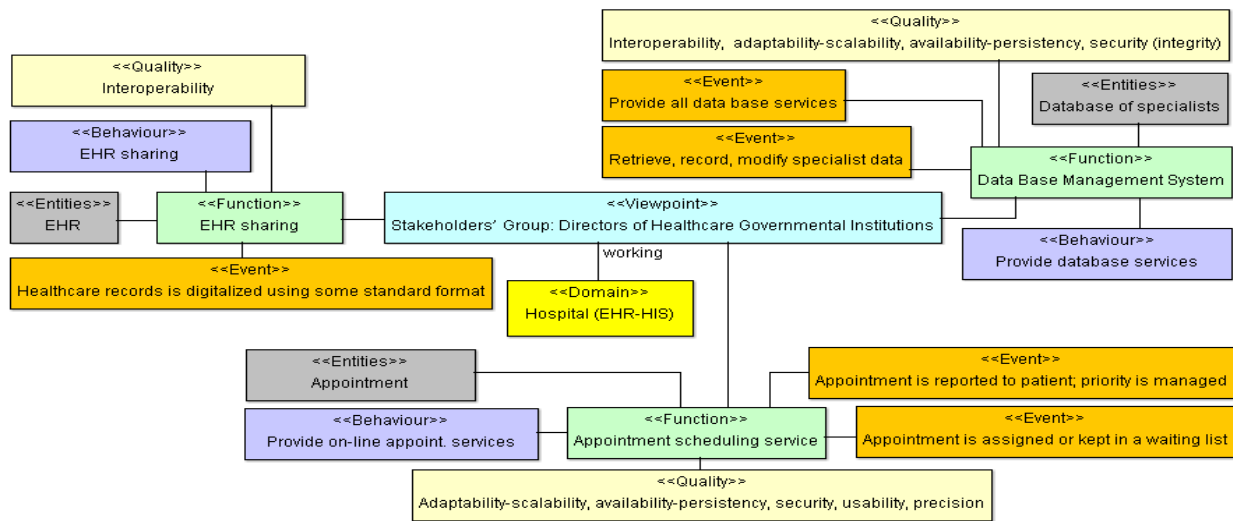 <<Quality>>
Interoperability,  adaptability-scalability, availability-persistency, security (integrity)
<<Quality>>
Interoperability
<<Event>>
Provide all data base services
<<Entities>>
Database of specialists
<<Behaviour>>
EHR sharing
<<Event>>
Retrieve, record, modify specialist data
<<Function>>
Data Base Management System
<<Entities>>
EHR
<<Function>>
EHR sharing
<<Viewpoint>>
Stakeholders' Group: Directors of Healthcare Governmental Institutions
working
<<Behaviour>>
Provide database services
<<Event>>
Healthcare records is digitalized using some standard format
<<Domain>>
Hospital (EHR-HIS)
<<Entities>>
Appointment
<<Event>>
Appointment is reported to patient; priority is managed
<<Behaviour>>
Provide on-line appoint. services
<<Function>>
Appointment scheduling service
<<Event>>
Appointment is assigned or kept in a waiting list
<<Quality>>
Adaptability-scalability, availability-persistency, security, usability, precision